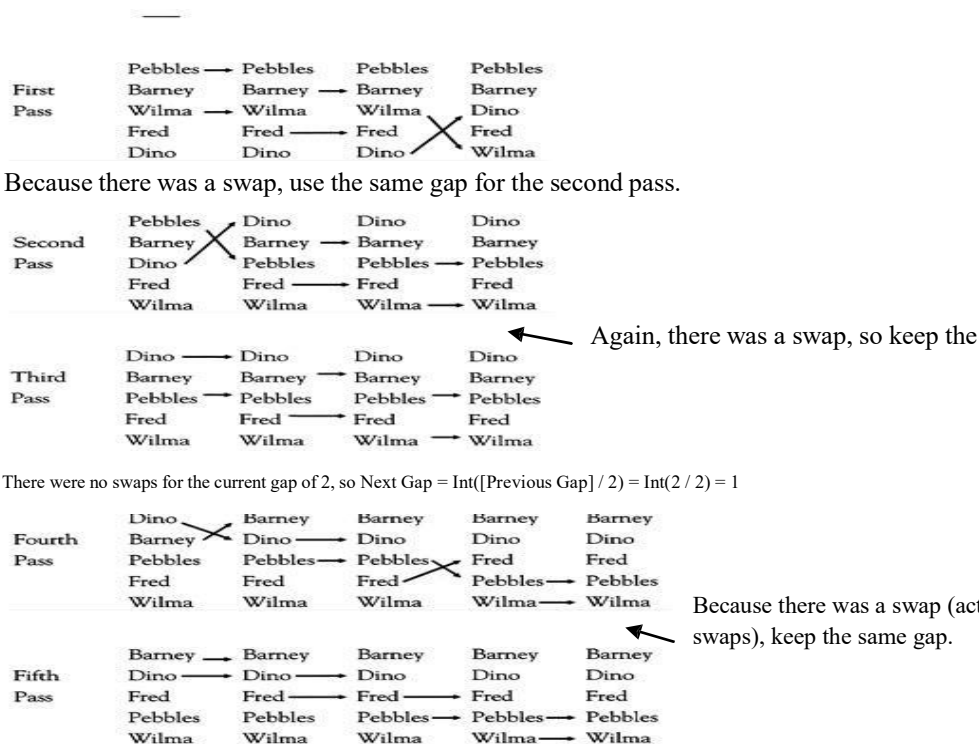 Pebbles Pebbles Pebbles Pebbles
First Barney Barney Barney Barney
Pass Wilma Wilma Wilma Dino
Fred Fred Fred Fred
Dino Dino Dino Wilma
Because there was a swap, use the same gap for the second pass.
Pebbles Dino Dino Dino
Second Barney Barney Barney Barney
Pass Dino Pebbles Pebbles Pebbles
Fred Fred Fred Fred
Wilma Wilma Wilma Wilma
Again, there was a swap, so keep the
Dino Dino Dino Dino
Third Barney Barney Barney Barney
Pass Pebbles Pebbles Pebbles Pebbles
Fred Fred Fred Fred
Wilma Wilma Wilma Wilma
There were no swaps for the current gap of 2, so Next Gap = Int([Previous Gap] / 2) = Int(2 / 2) = 1
Dino Barney Barney Barney Barney
Fourth Barney Dino Dino Dino Dino
Pass Pebbles Pebbles Pebbles Fred Fred
Fred Fred Fred Pebbles Pebbles
Wilma Wilma Wilma Wilma Wilma
Because there was a swap (act
swaps), keep the same gap.
Barney Barney Barney Barney Barney
Fifth Dino Dino Dino Dino Dino
Pass Fred Fred Fred Fred Fred
Pebbles Pebbles Pebbles Pebbles Pebbles
Wilma Wilma Wilma Wilma Wilma